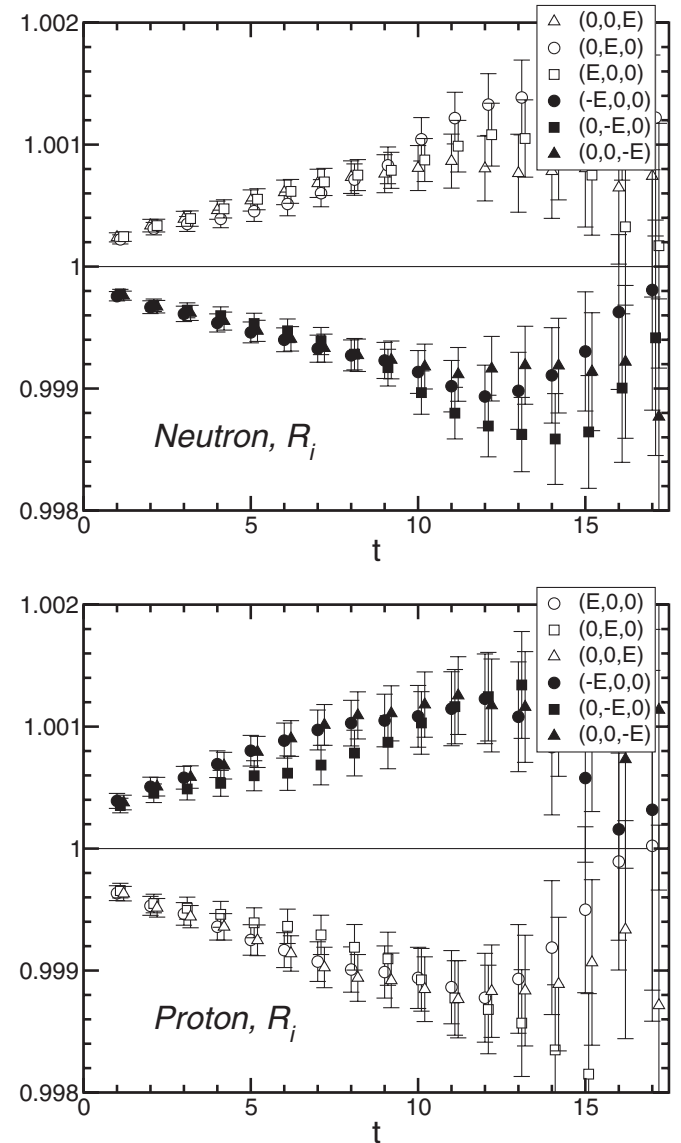 1.002
(0,0,E)
(0,E,0)
(E,0,0)
(-E,0,0)
(0,-E,0)
(0,0,-E)
1.001
1
0.999
Neutron, Ri
0.998
0 5 10 15
t
1.002
(E,0,0)
(0,E,0)
(0,0,E)
(-E,0,0)
(0,-E,0)
(0,0,-E)
1.001
1
0.999
Proton, Ri
0.998
0 5 10 15
t